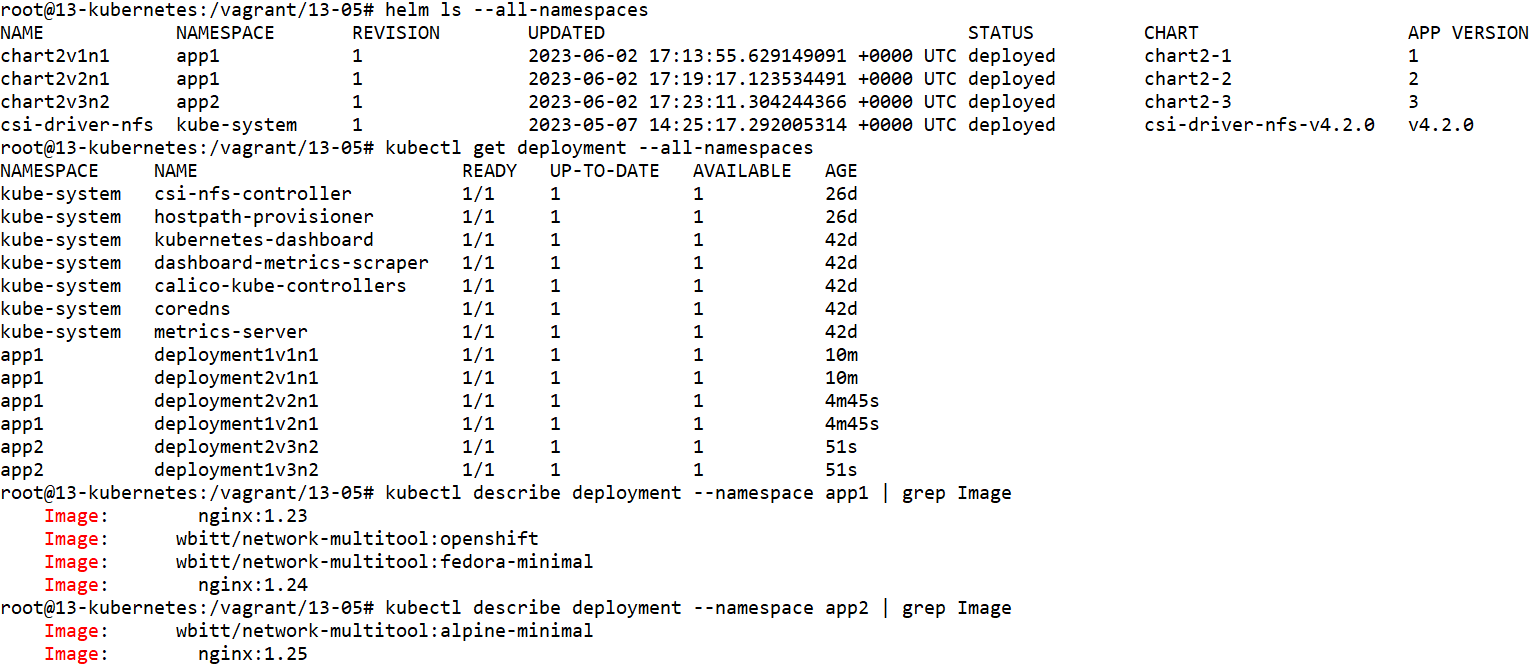 root@13-kubernetes:/vagrant/13-05# helm ls --all-namespaces
NAME            NAMESPACE       REVISION        UPDATED                                 STATUS          CHART                   APP VERSION
chart2v1n1      app1            1               2023-06-02 17:13:55.629149091 +0000 UTC deployed        chart2-1                1
chart2v2n1      app1            1               2023-06-02 17:19:17.123534491 +0000 UTC deployed        chart2-2                2
chart2v3n2      app2            1               2023-06-02 17:23:11.304244366 +0000 UTC deployed        chart2-3                3
csi-driver-nfs  kube-system     1               2023-05-07 14:25:17.292005314 +0000 UTC deployed        csi-driver-nfs-v4.2.0   v4.2.0
root@13-kubernetes:/vagrant/13-05# kubectl get deployment --all-namespaces
NAMESPACE     NAME                        READY   UP-TO-DATE   AVAILABLE   AGE
kube-system   csi-nfs-controller          1/1     1            1           26d
kube-system   hostpath-provisioner        1/1     1            1           26d
kube-system   kubernetes-dashboard        1/1     1            1           42d
kube-system   dashboard-metrics-scraper   1/1     1            1           42d
kube-system   calico-kube-controllers     1/1     1            1           42d
kube-system   coredns                     1/1     1            1           42d
kube-system   metrics-server              1/1     1            1           42d
app1          deployment1v1n1             1/1     1            1           10m
app1          deployment2v1n1             1/1     1            1           10m
app1          deployment2v2n1             1/1     1            1           4m45s
app1          deployment1v2n1             1/1     1            1           4m45s
app2          deployment2v3n2             1/1     1            1           51s
app2          deployment1v3n2             1/1     1            1           51s
root@13-kubernetes:/vagrant/13-05# kubectl describe deployment --namespace app1 | grep Image
    Image:        nginx:1.23
    Image:      wbitt/network-multitool:openshift
    Image:      wbitt/network-multitool:fedora-minimal
    Image:        nginx:1.24
root@13-kubernetes:/vagrant/13-05# kubectl describe deployment --namespace app2 | grep Image
    Image:      wbitt/network-multitool:alpine-minimal
    Image:        nginx:1.25